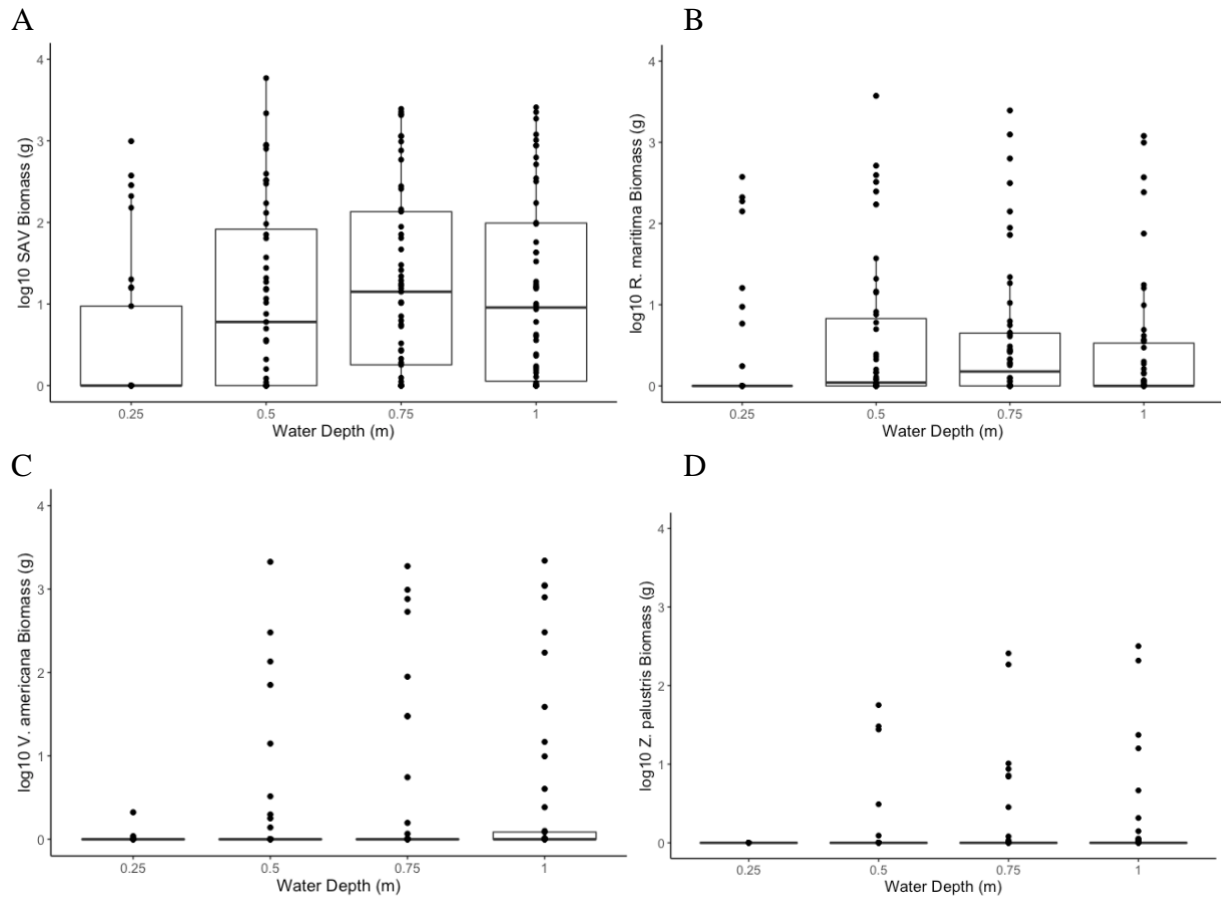 A
log10 SAV Biomass (g)
4
3
2
1
0
0.25 0.5 0.75 1
Water Depth (m)
B
log10 R. maritima Biomass (g)
4
3
2
1
0
0.25 0.5 0.75 1
Water Depth (m)
C
log10 V. americana Biomass (g)
4
3
2
1
0
0.25 0.5 0.75 1
Water Depth (m)
D
log10 Z. palustris Biomass (g)
4
3
2
1
0
0.25 0.5 0.75 1
Water Depth (m)